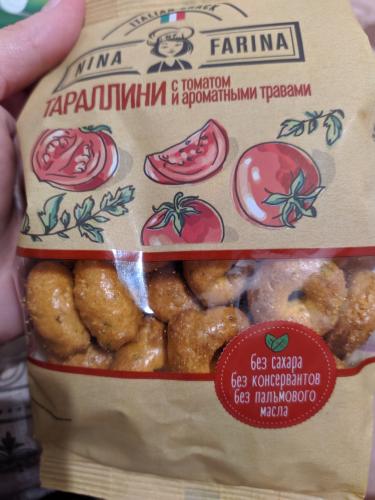 ITALIAN SNACK
NINA FARINA
ТАРАЛЛИНИ с томатом
и ароматными травами
без сахара
без консервантов
без пальмового
масла